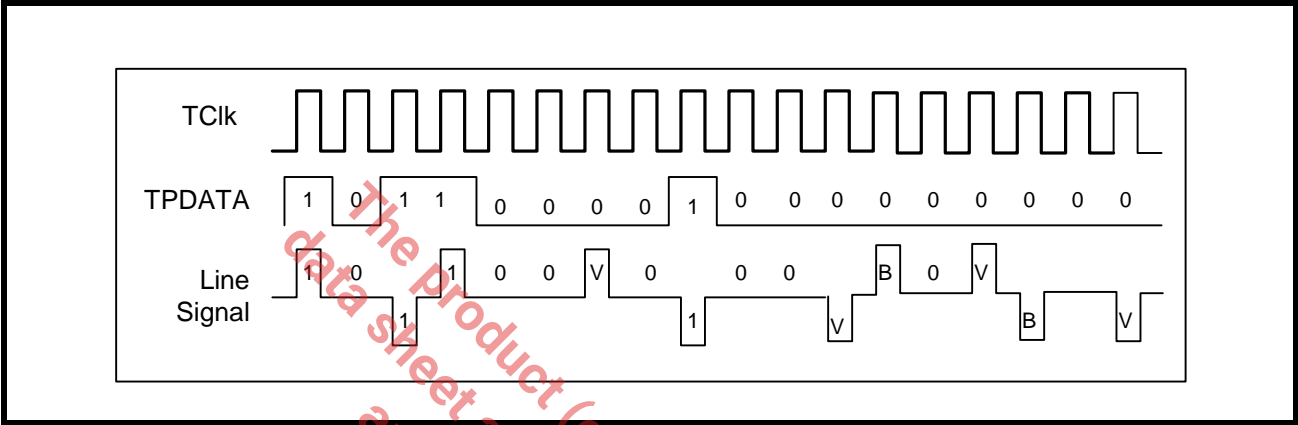 TClk
TPDATA 1 0 1 1 0 0 0 0 1 0 0 0 0 0 0 0 0 0
Line Signal 1 0 1 1 0 0 V 0 1 0 0 V B 0 V B V
The product (
data sheet